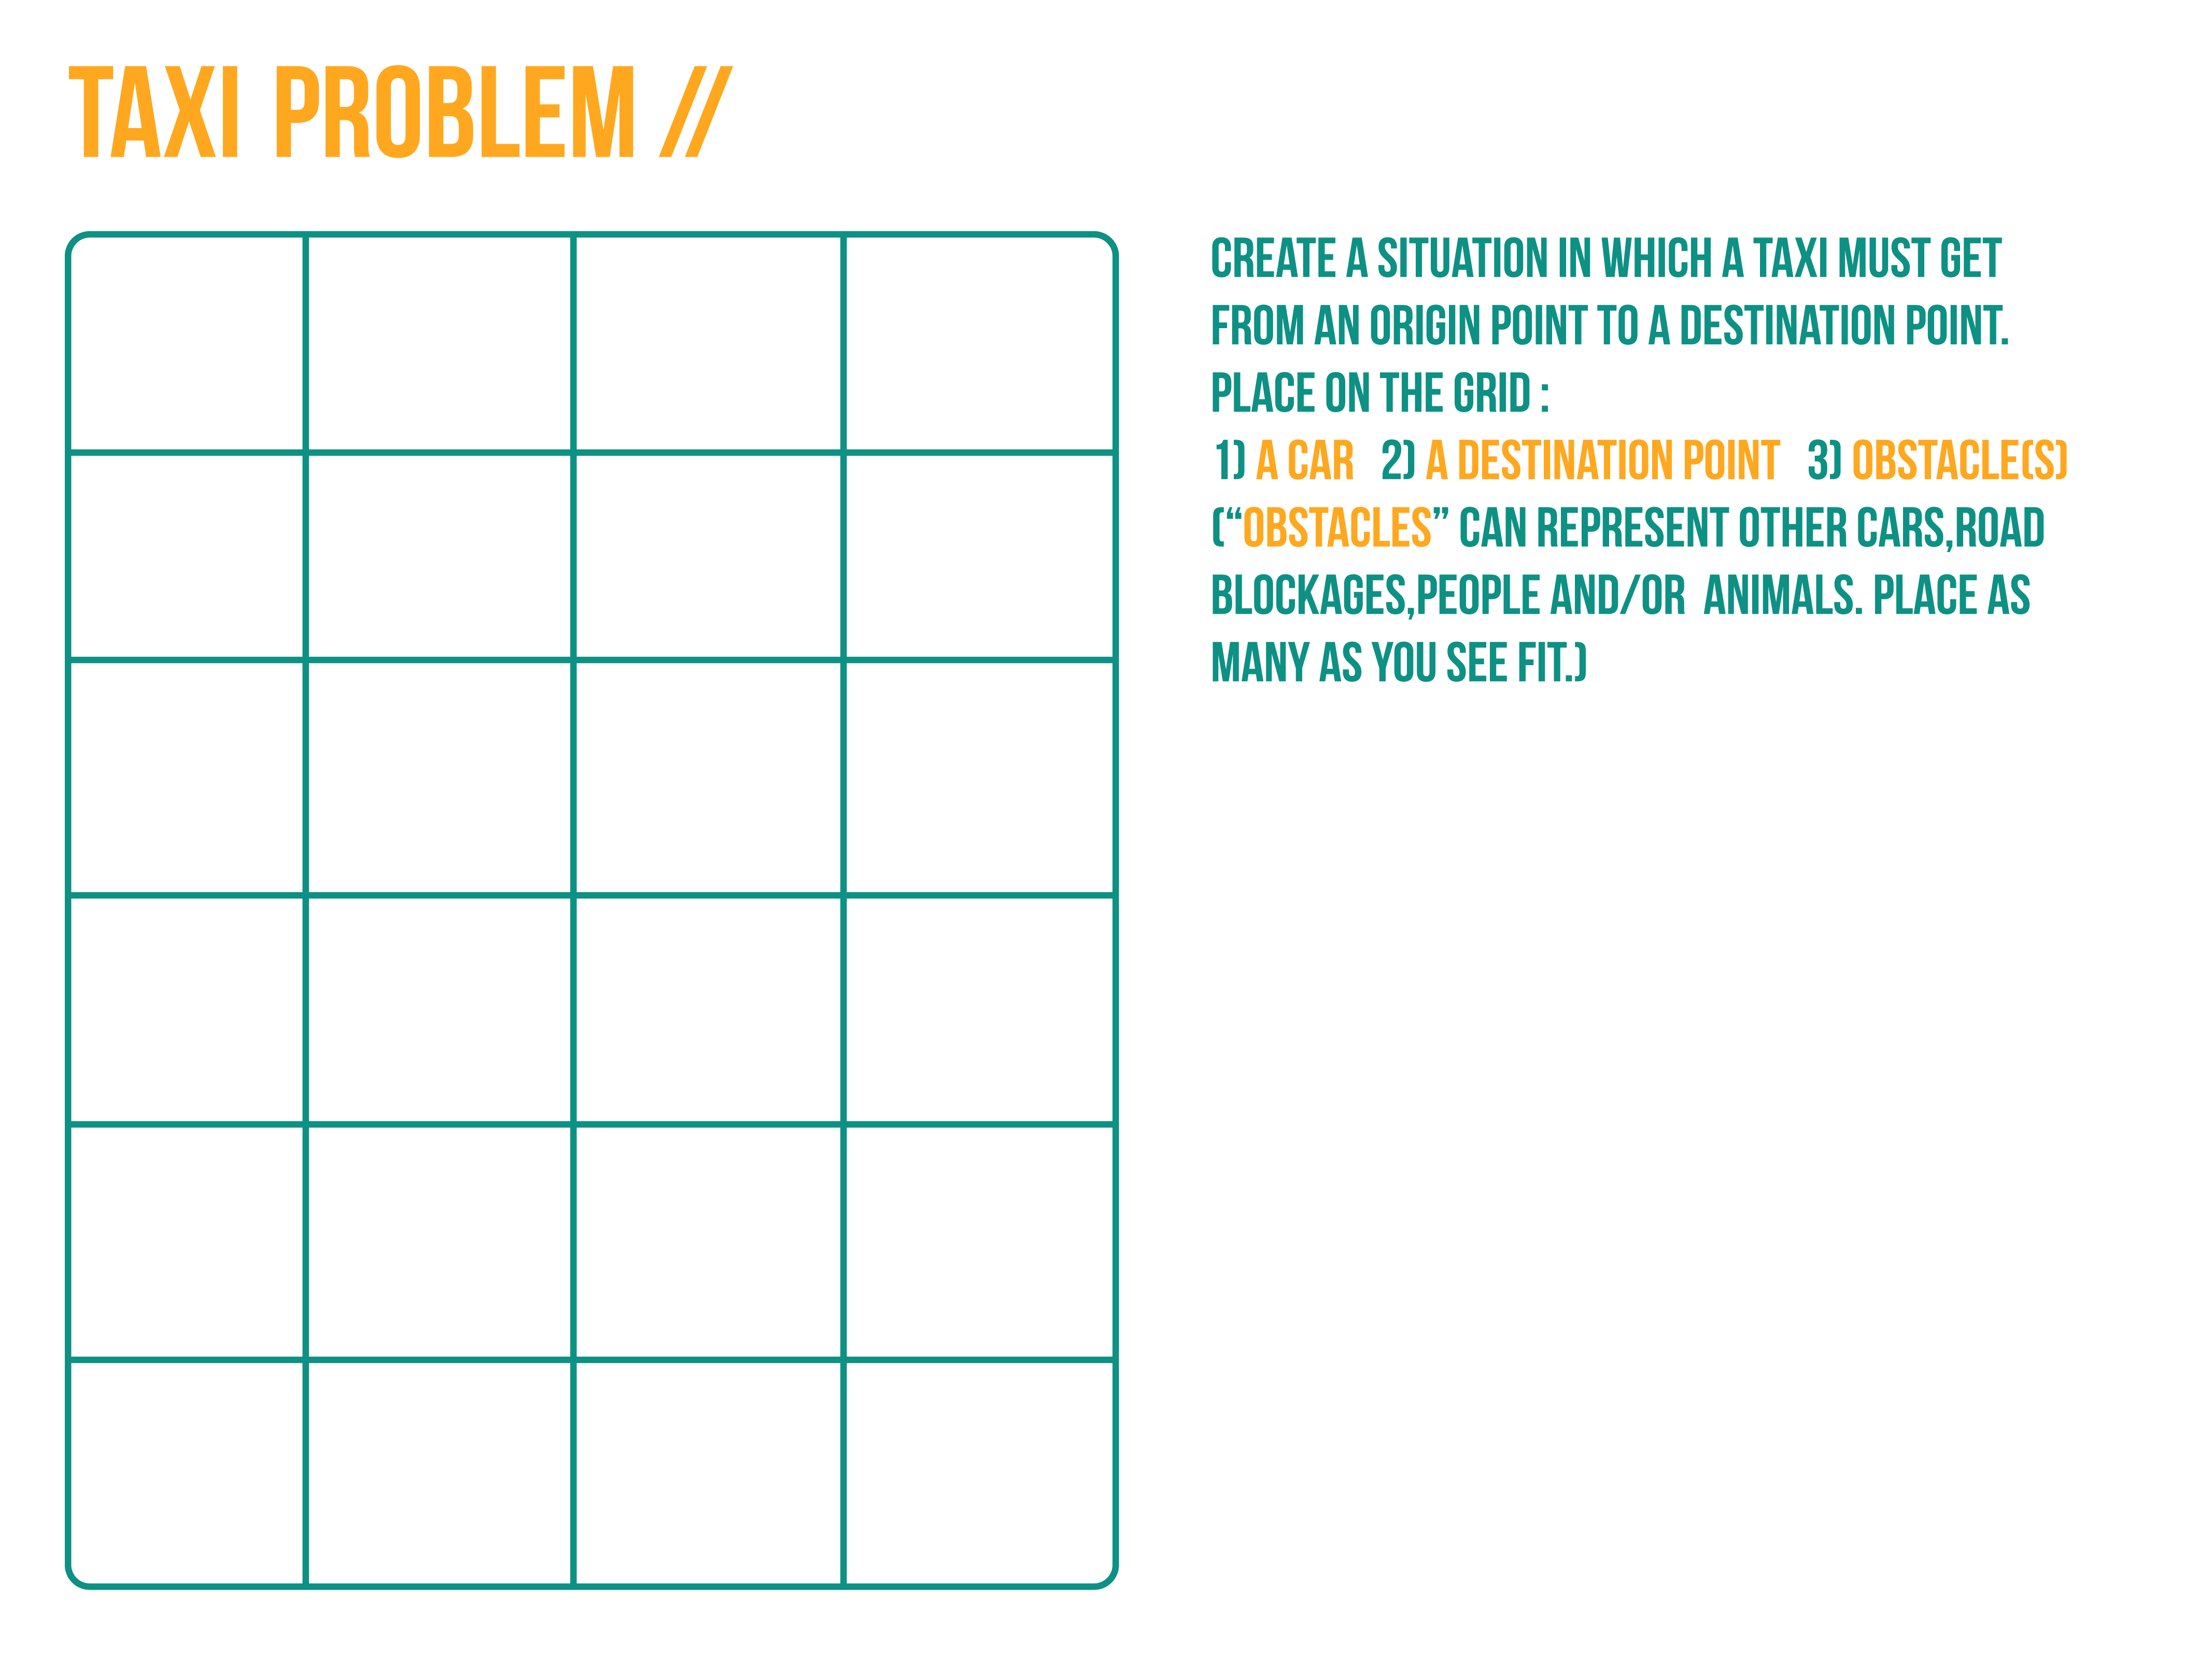 TAXI PROBLEM //
CREATE A SITUATION IN WHICH A TAXI MUST GET
FROM AN ORIGIN POINT TO A DESTINATION POINT.
PLACE ON THE GRID :
1) A CAR 2) A DESTINATION POINT 3) OBSTACLE(S)
(“OBSTACLES” CAN REPRESENT OTHER CARS,ROAD
BLOCKAGES,PEOPLE AND/OR ANIMALS. PLACE AS
MANY AS YOU SEE FIT.)